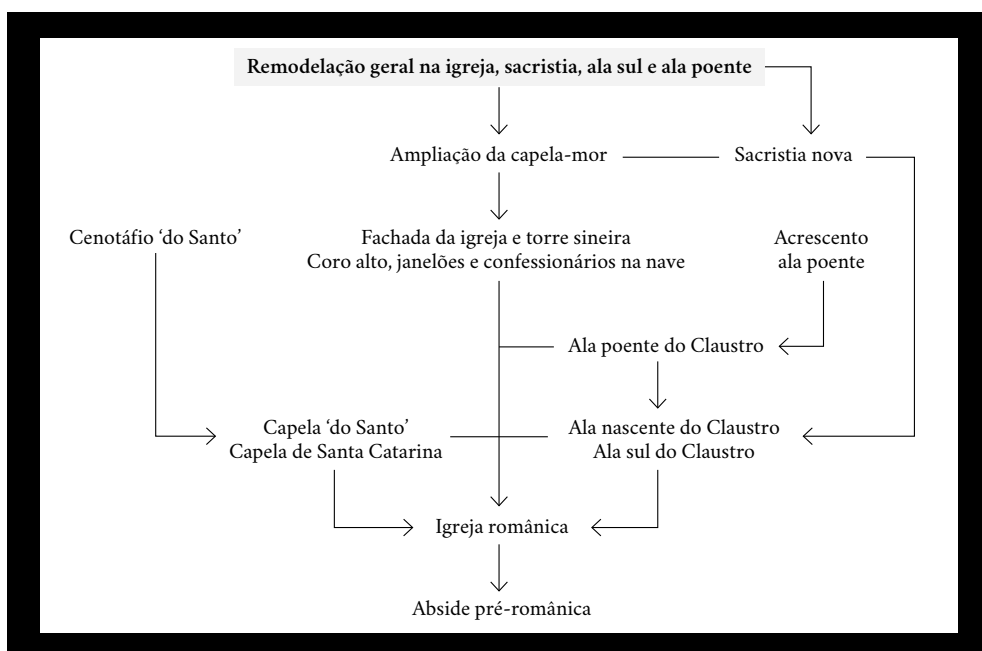 Remodelação geral na igreja, sacristia, ala sul e ala poente
Ampliação da capela-mor
Sacristia nova
Cenotáfio ‘do Santo’
Fachada da igreja e torre sineira
Coro alto, janelões e confessionários na nave
Acrescento
ala poente
Ala poente do Claustro
Capela ‘do Santo’
Capela de Santa Catarina
Ala nascente do Claustro
Ala sul do Claustro
Igreja românica
Abside pré-românica